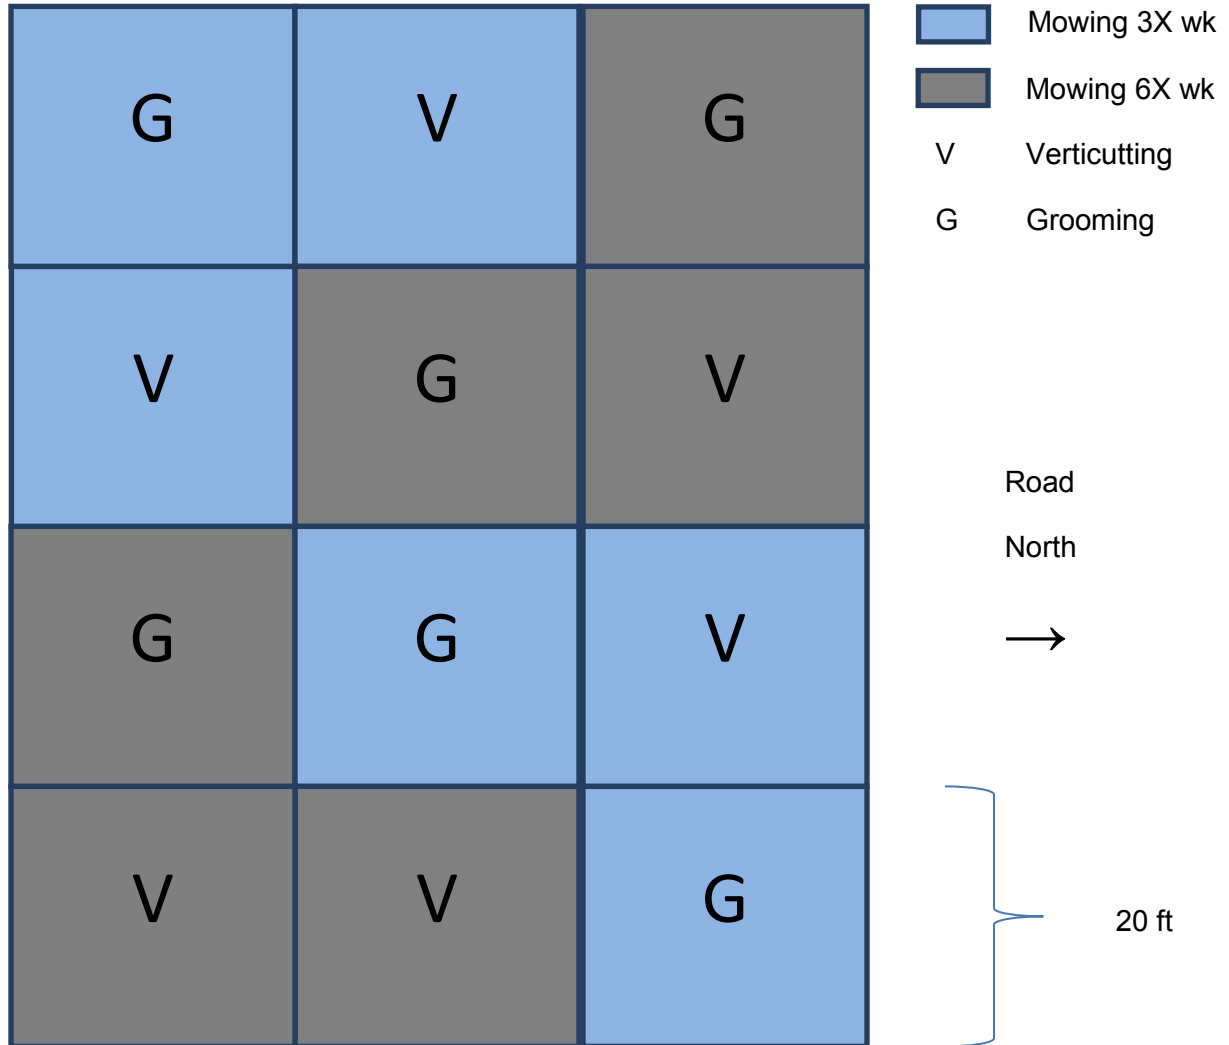 G V G
V G V
G G V
V V G
Mowing 3X wk
Mowing 6X wk
V Verticutting
G Grooming
Road
North
→
20 ft